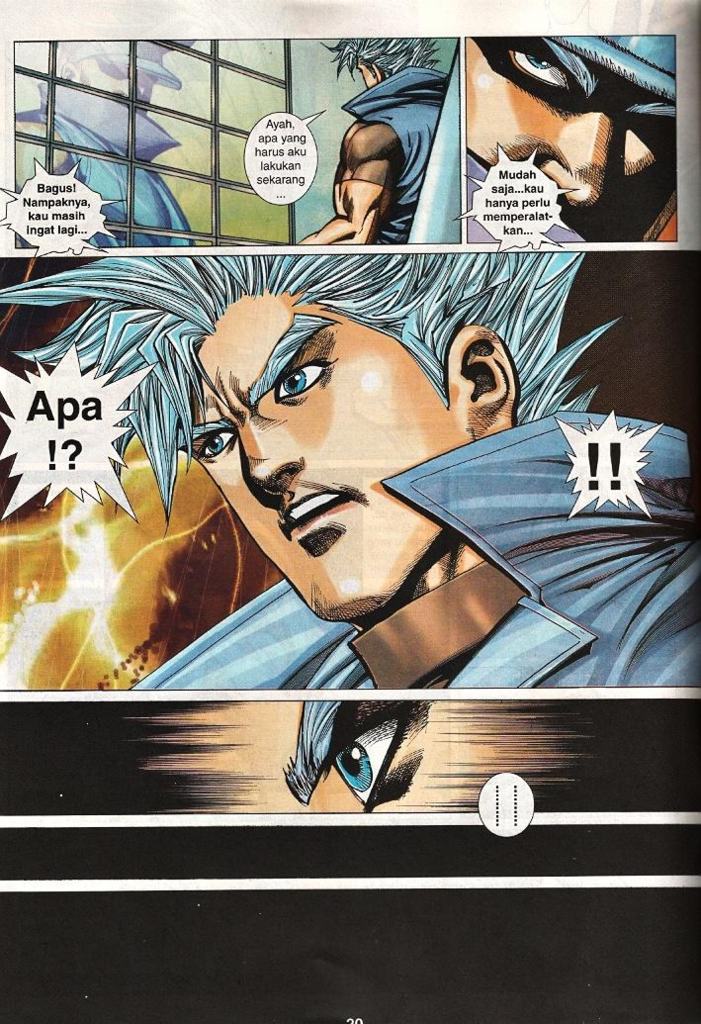 Bagus!
Nampaknya,
kau masih
ingat lagi...
Ayah,
apa yang
harus aku
lakukan
sekarang
...
Mudah
saja...kau
hanya perlu
memperalat-
kan...
Apa
!?
!!
20